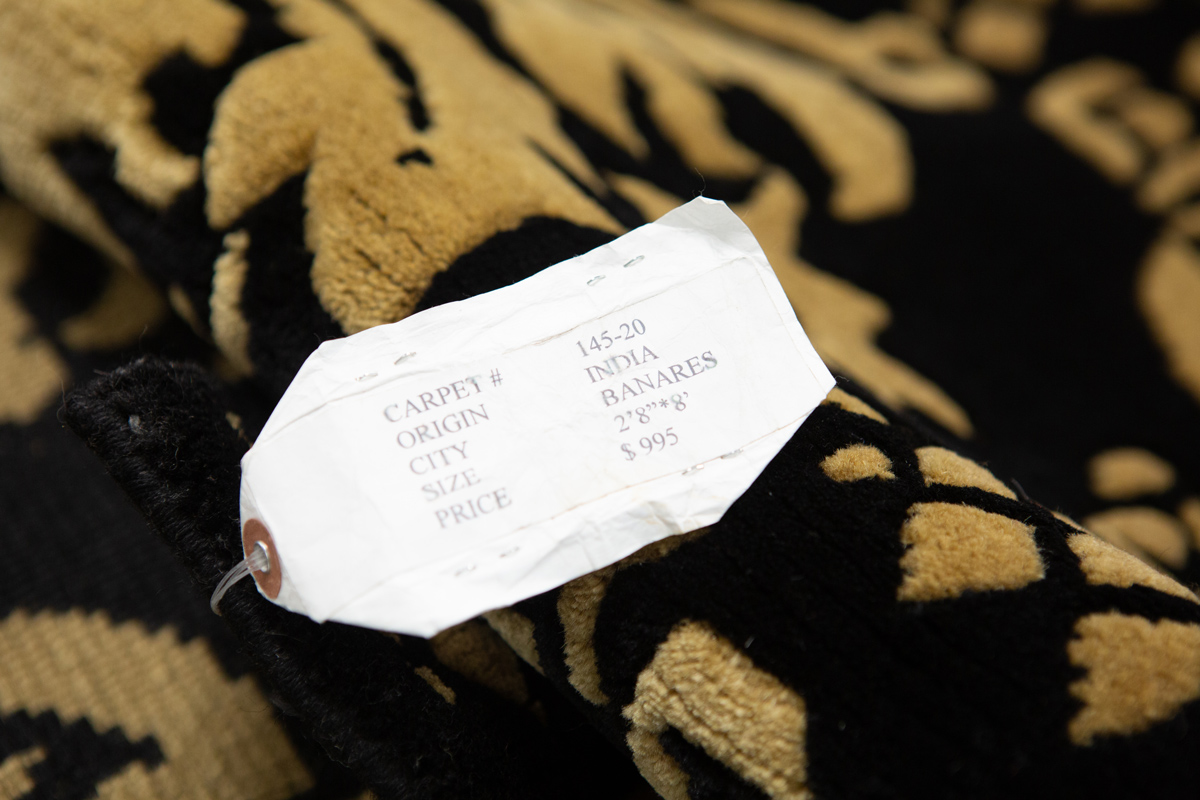 CARPET # 145-20
ORIGIN INDIA
CITY BANARES
SIZE 2'8"*8'
PRICE $995